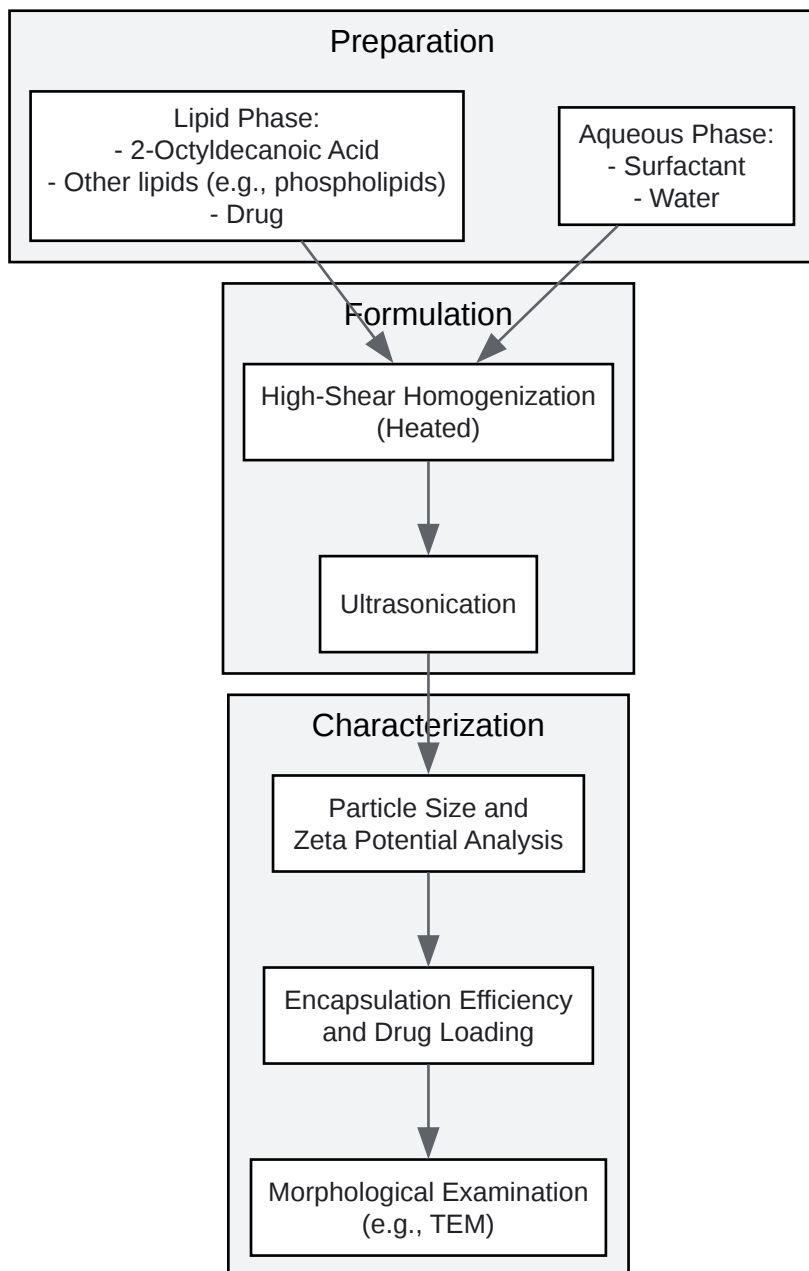 Preparation
Lipid Phase:
- 2-Octyldecanoic Acid
- Other lipids (e.g., phospholipids)
- Drug
Aqueous Phase:
- Surfactant
- Water
Formulation
High-Shear Homogenization
(Heated)
Ultrasonication
Characterization
Particle Size and
Zeta Potential Analysis
Encapsulation Efficiency
and Drug Loading
Morphological Examination
(e.g., TEM)